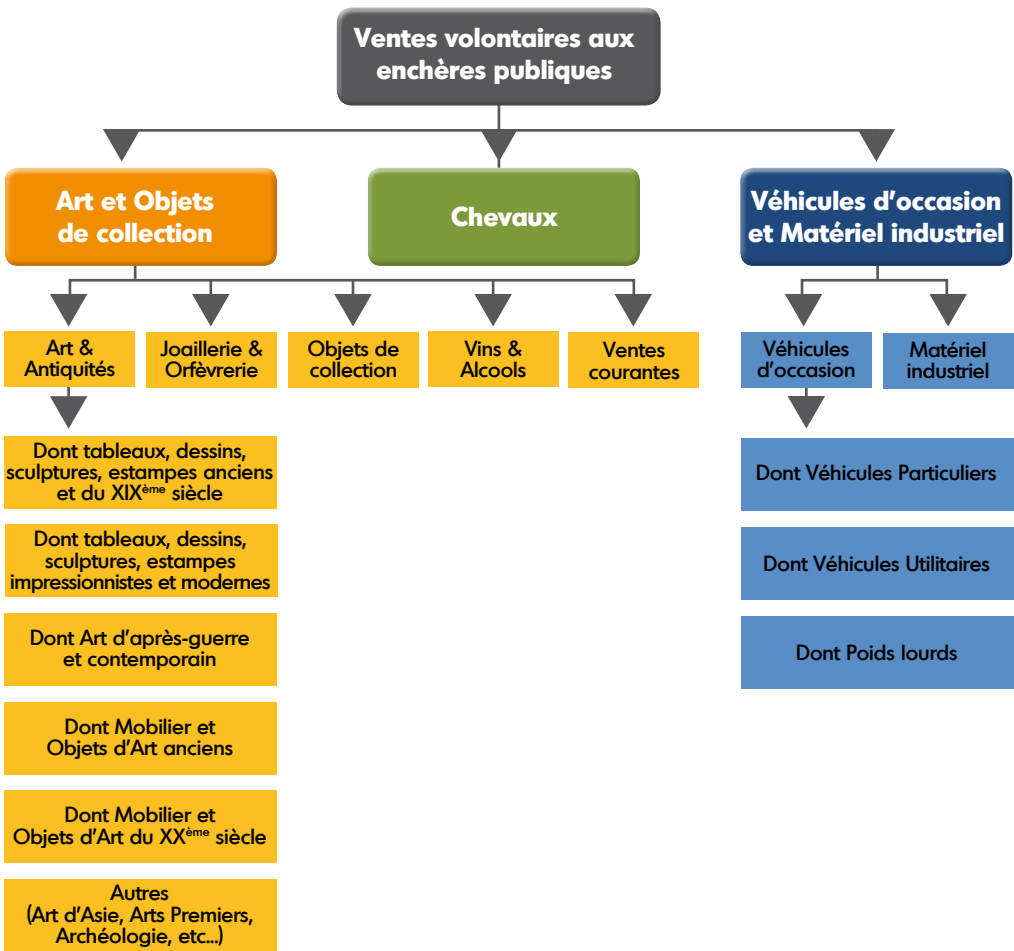 Ventes volontaires aux
enchères publiques
Art et Objets
de collection
Chevaux
Véhicules d'occasion
et Matériel industriel
Art &
Antiquités
Joaillerie &
Orfèvrerie
Objets de
collection
Vins &
Alcools
Ventes
courantes
Véhicules
d'occasion
Matériel
industriel
Dont tableaux, dessins,
sculptures, estampes anciens
et du XIXème siècle
Dont tableaux, dessins,
sculptures, estampes
impressionnistes et modernes
Dont Art d'après-guerre
et contemporain
Dont Mobilier et
Objets d'Art anciens
Dont Mobilier et
Objets d'Art du XXème siècle
Autres
(Art d'Asie, Arts Premiers,
Archéologie, etc...)
Dont Véhicules Particuliers
Dont Véhicules Utilitaires
Dont Poids lourds